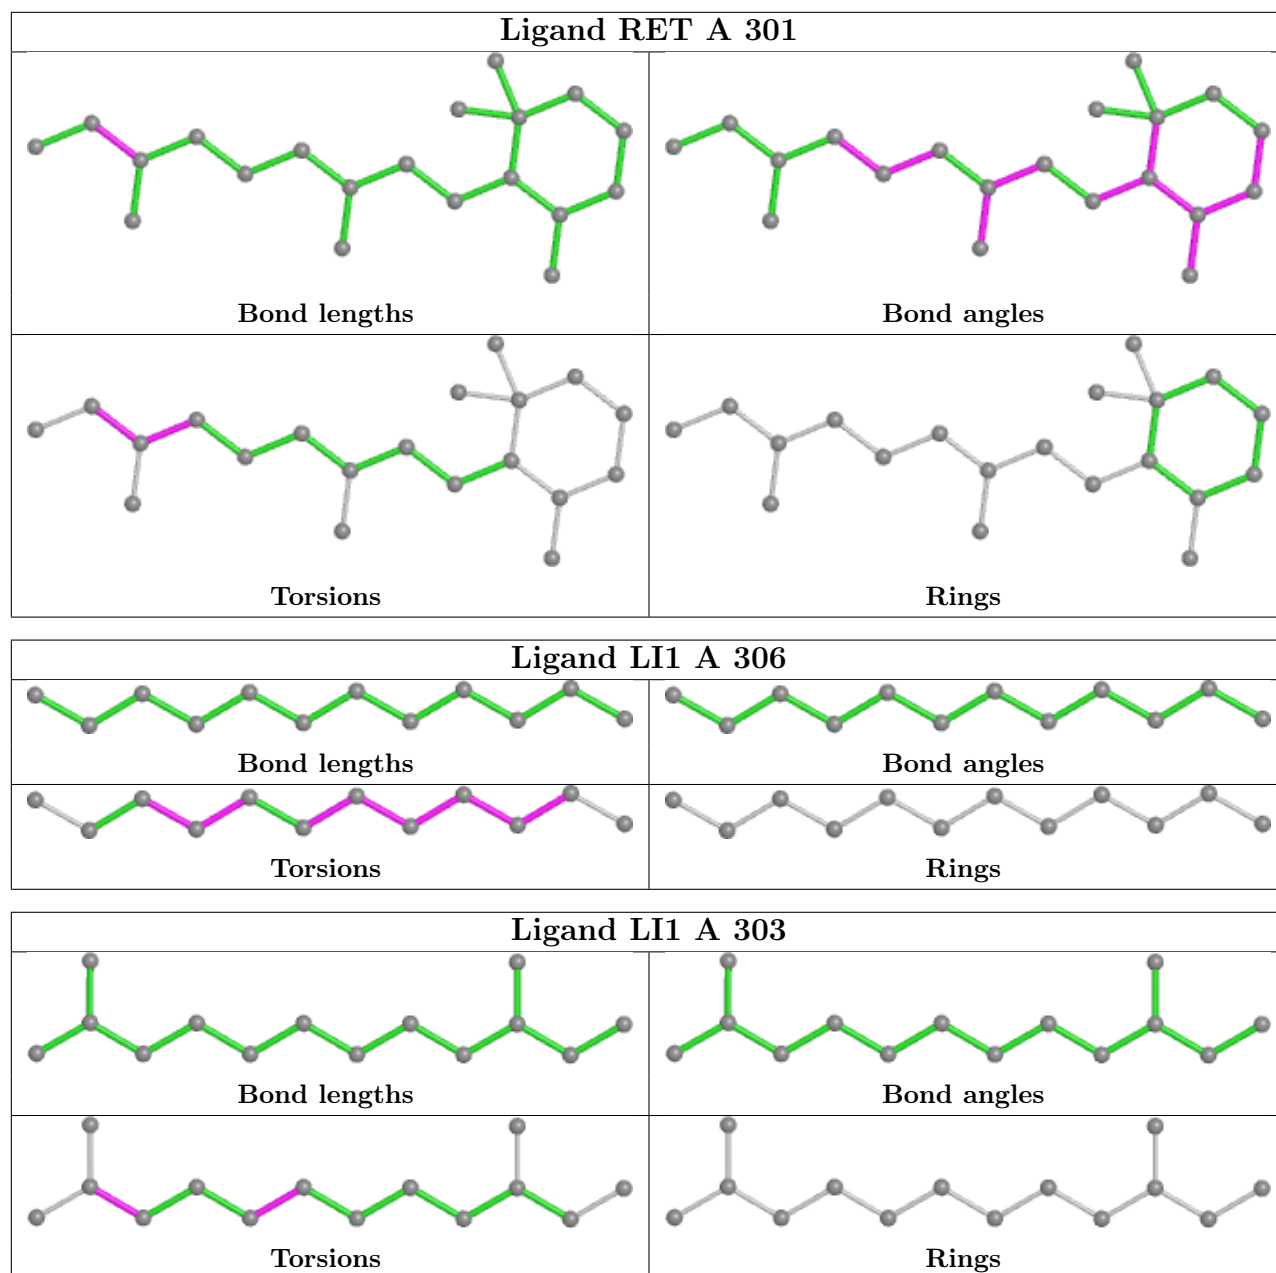 Ligand RET A 301
Bond lengths
Bond angles
Torsions
Rings
Ligand LI1 A 306
Bond lengths
Bond angles
Torsions
Rings
Ligand LI1 A 303
Bond lengths
Bond angles
Torsions
Rings